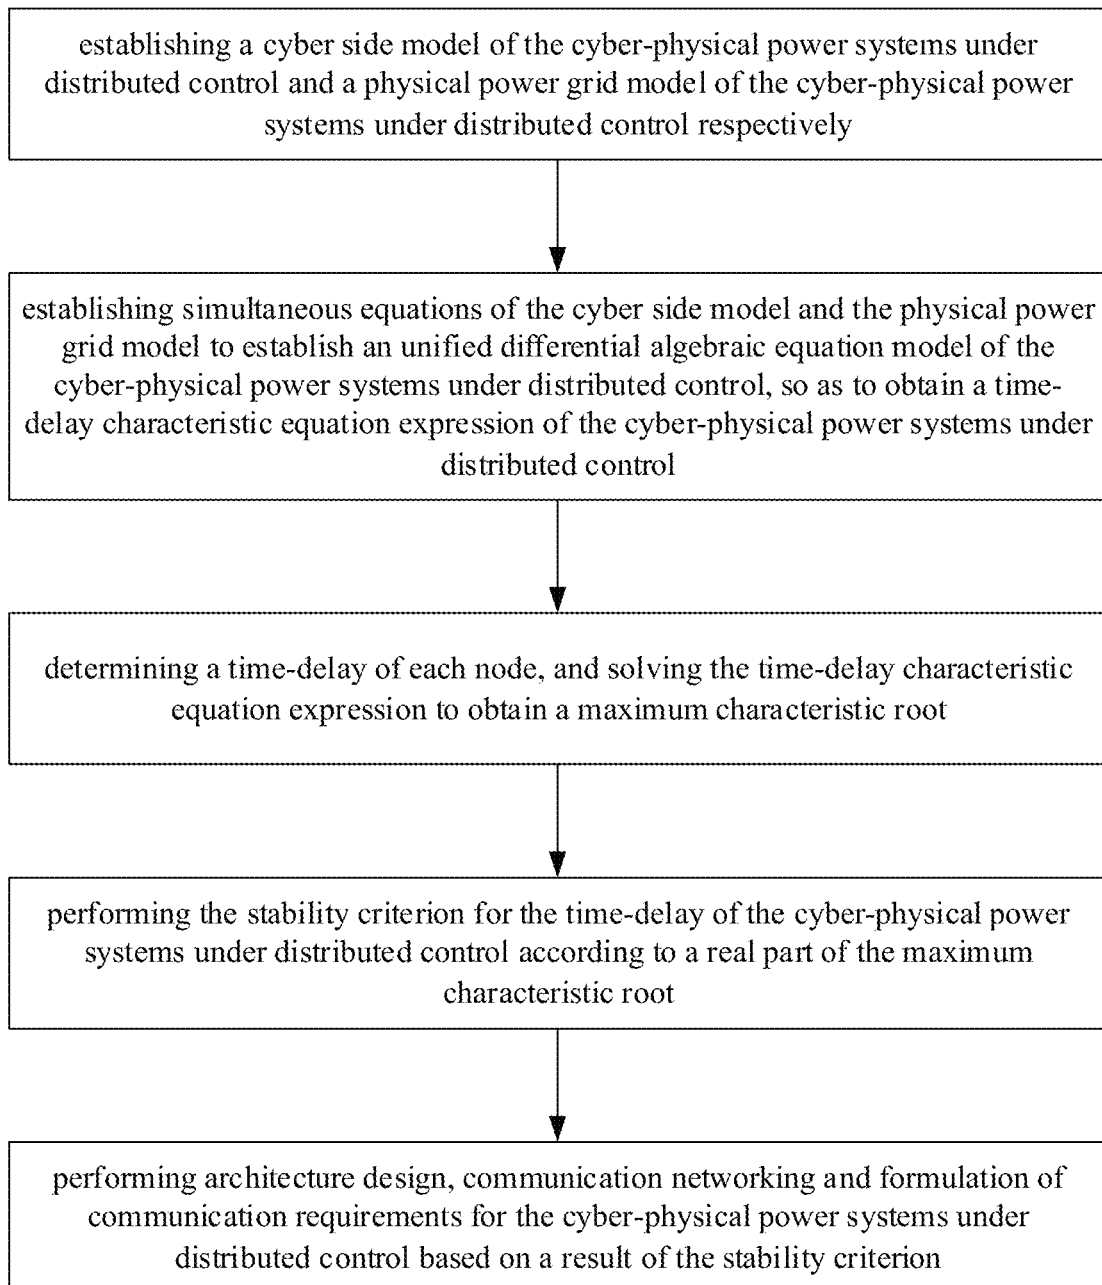 establishing a cyber side model of the cyber-physical power systems under
distributed control and a physical power grid model of the cyber-physical power
systems under distributed control respectively
establishing simultaneous equations of the cyber side model and the physical power
grid model to establish an unified differential algebraic equation model of the
cyber-physical power systems under distributed control, so as to obtain a time-
delay characteristic equation expression of the cyber-physical power systems under
distributed control
determining a time-delay of each node, and solving the time-delay characteristic
equation expression to obtain a maximum characteristic root
performing the stability criterion for the time-delay of the cyber-physical power
systems under distributed control according to a real part of the maximum
characteristic root
performing architecture design, communication networking and formulation of
communication requirements for the cyber-physical power systems under
distributed control based on a result of the stability criterion